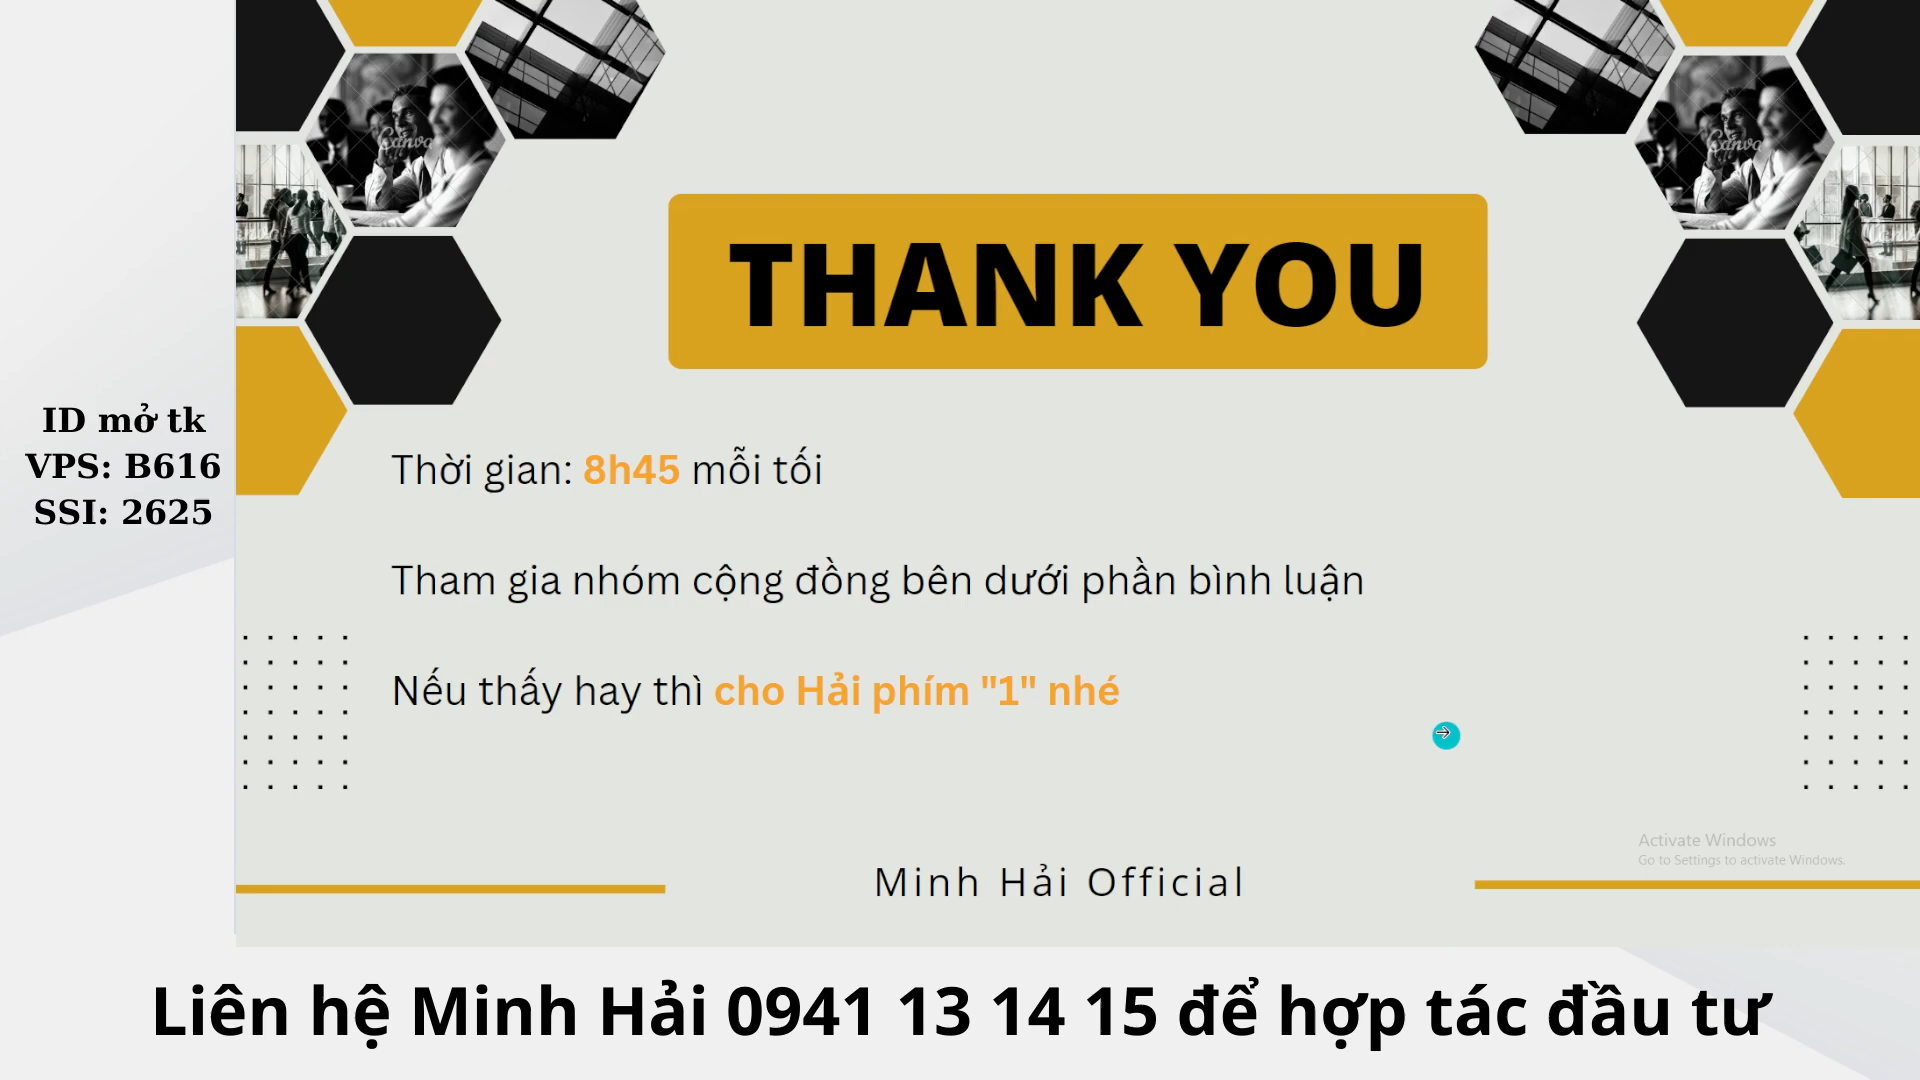 THANK YOU
ID mở tk
VPS: B616
SSI: 2625
Thời gian: 8h45 mỗi tối
Tham gia nhóm cộng đồng bên dưới phần bình luận
Nếu thấy hay thì cho Hải phím "1" nhé
Activate Windows
Go to Settings to activate Windows.
Minh Hải Official
Liên hệ Minh Hải 0941 13 14 15 để hợp tác đầu tư
Canva
Canva